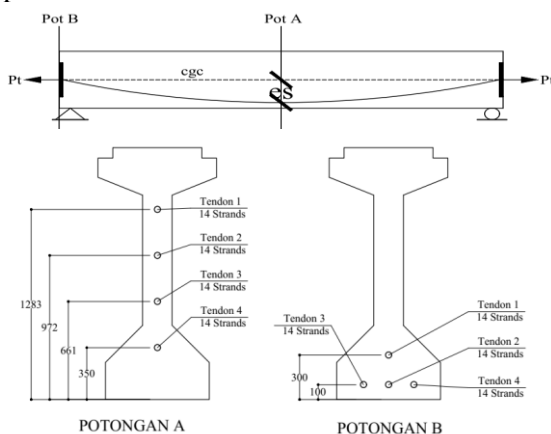 Pot B
Pot A
Pt
cgc
es
Pt
Tendon 1
14 Strands
Tendon 2
14 Strands
Tendon 3
14 Strands
Tendon 4
14 Strands
1283
972
661
350
POTONGAN A
Tendon 3
14 Strands
Tendon 1
14 Strands
Tendon 2
14 Strands
Tendon 4
14 Strands
300
100
POTONGAN B